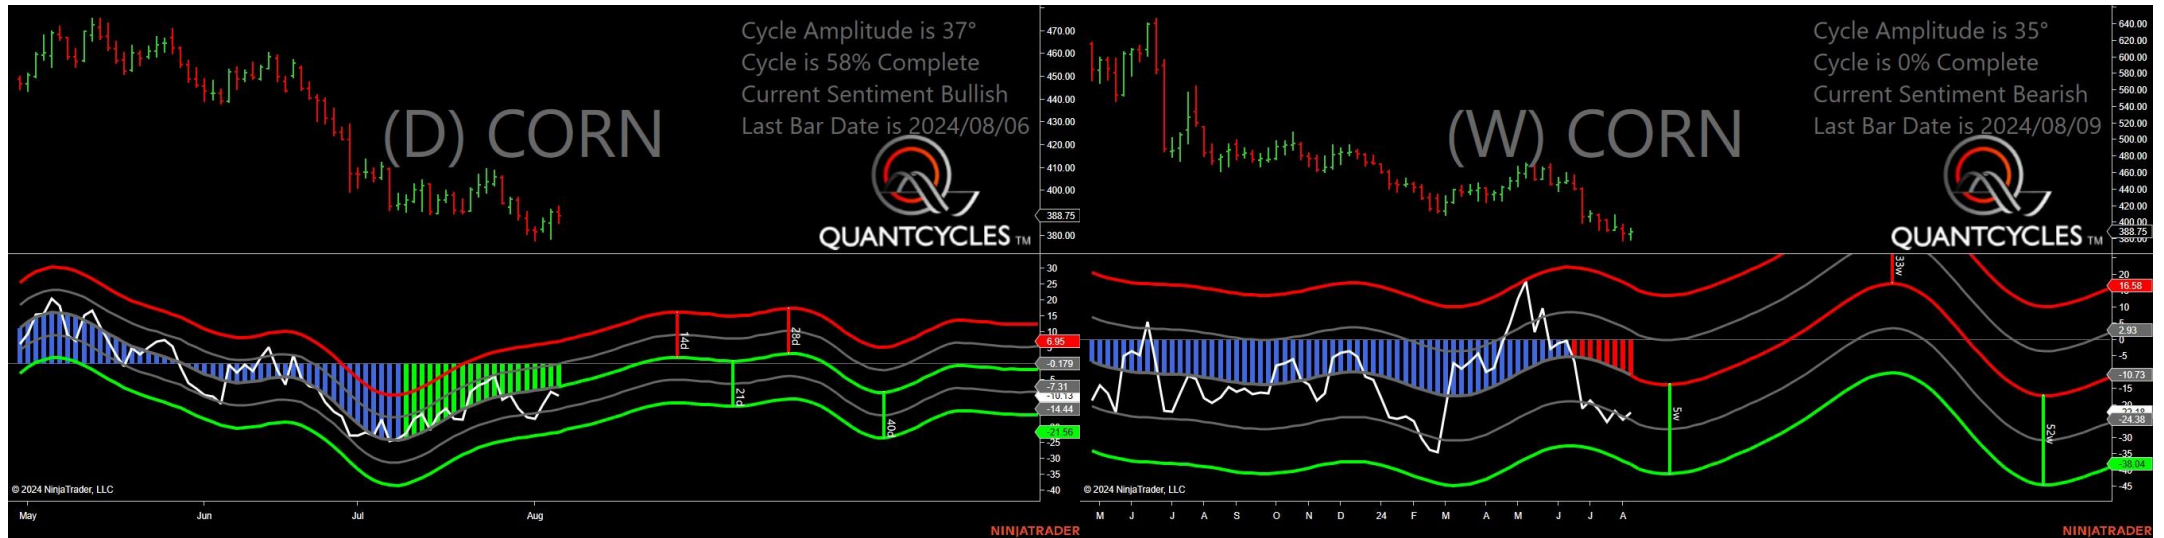 Cycle Amplitude is 37°
Cycle is 58% Complete
Current Sentiment Bullish
Last Bar Date is 2024/08/06
(D) CORN
QUANTCYCLES TM
470.00
460.00
450.00
440.00
430.00
420.00
410.00
400.00
388.75
380.00
30
25
20
15
10
6.95
-0.179
-7.31
-10.13
-14.44
-21.56
-25
-30
-35
-40
14d
21d
28d
40d
© 2024 NinjaTrader, LLC
May
Jun
Jul
Aug
NINJATRADER
Cycle Amplitude is 35°
Cycle is 0% Complete
Current Sentiment Bearish
Last Bar Date is 2024/08/09
(W) CORN
QUANTCYCLES TM
640.00
620.00
600.00
580.00
560.00
540.00
520.00
500.00
480.00
460.00
440.00
420.00
400.00
388.75
380.00
20
16.58
10
2.93
0
-5
-10.73
-15
-24.38
-30
-35
-38.04
-45
5w
33w
52w
© 2024 NinjaTrader, LLC
M J J A S O N D 24 F M A M J J A
NINJATRADER